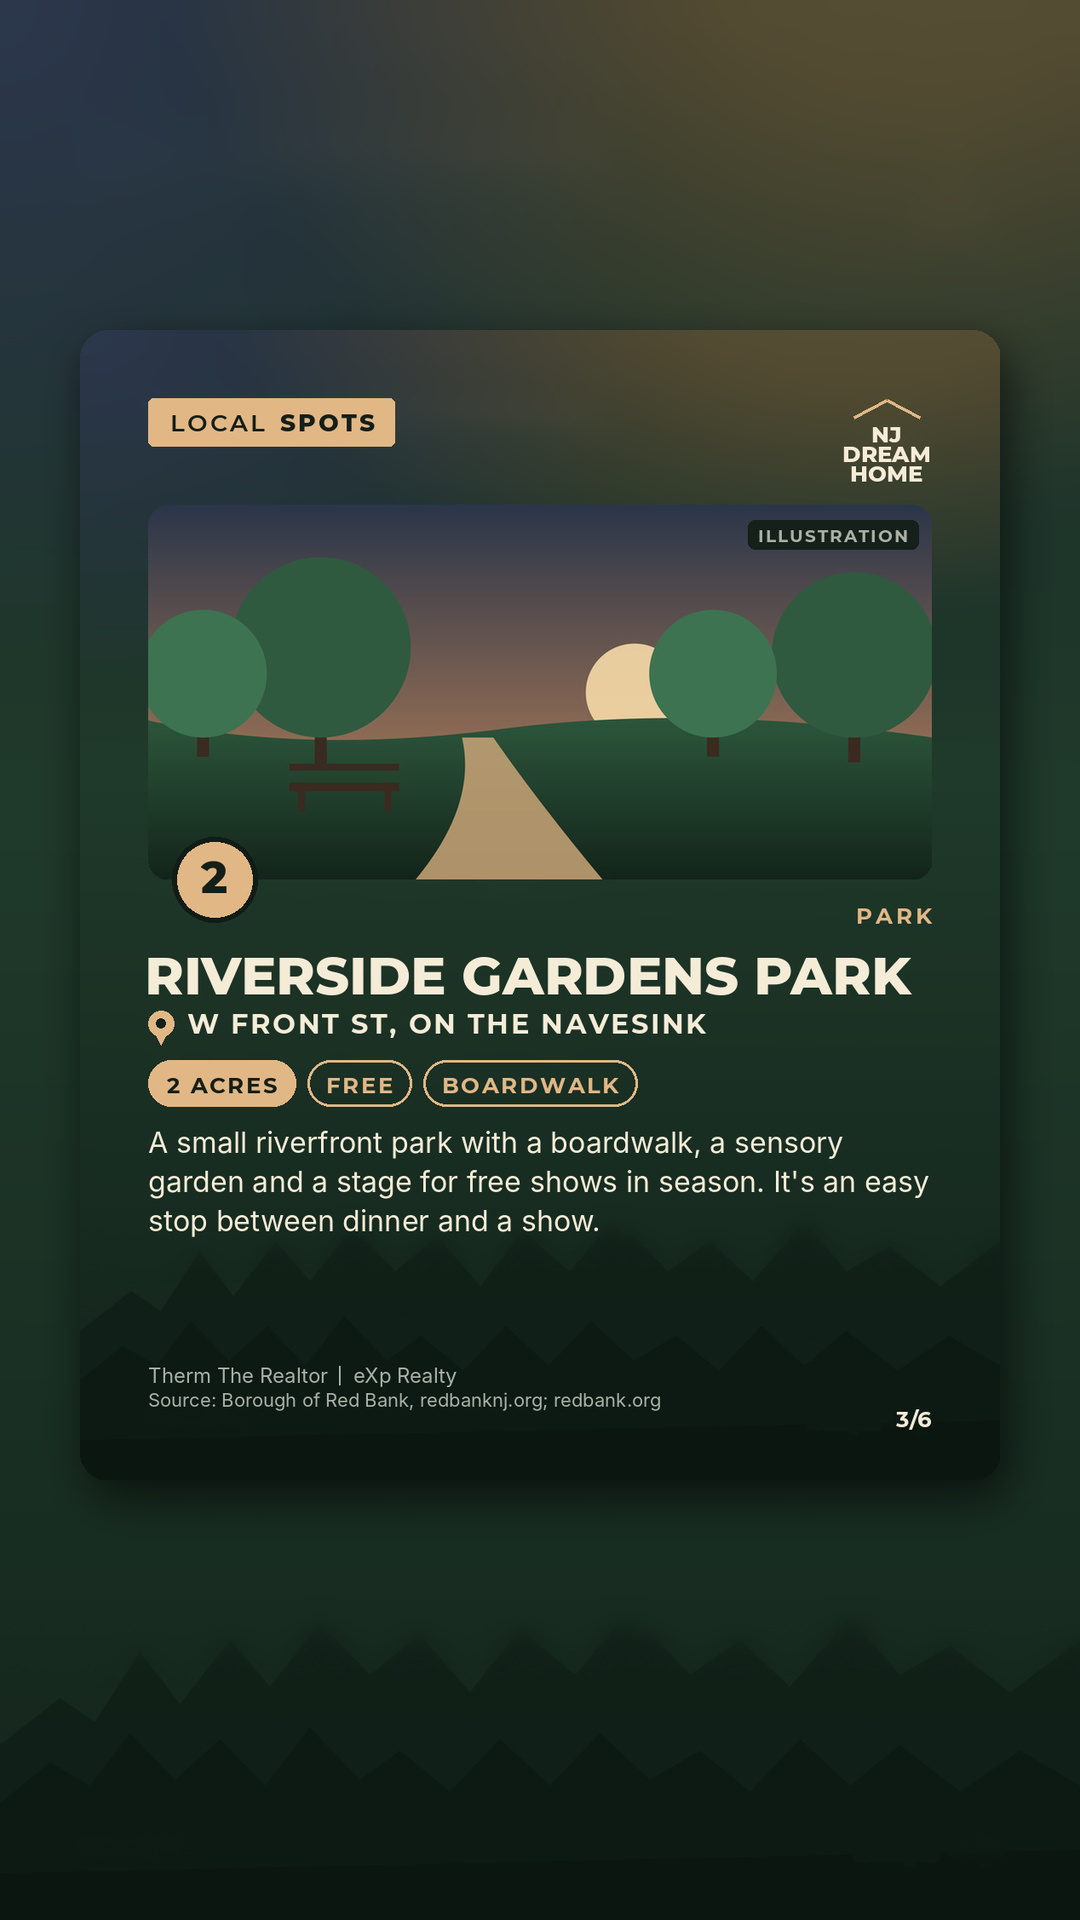 LOCAL SPOTS
NJ
DREAM
HOME
ILLUSTRATION
2
PARK
RIVERSIDE GARDENS PARK
W FRONT ST, ON THE NAVESINK
2 ACRES FREE BOARDWALK
A small riverfront park with a boardwalk, a sensory
garden and a stage for free shows in season. It's an easy
stop between dinner and a show.
Therm The Realtor | eXp Realty
Source: Borough of Red Bank, redbanknj.org; redbank.org
3/6